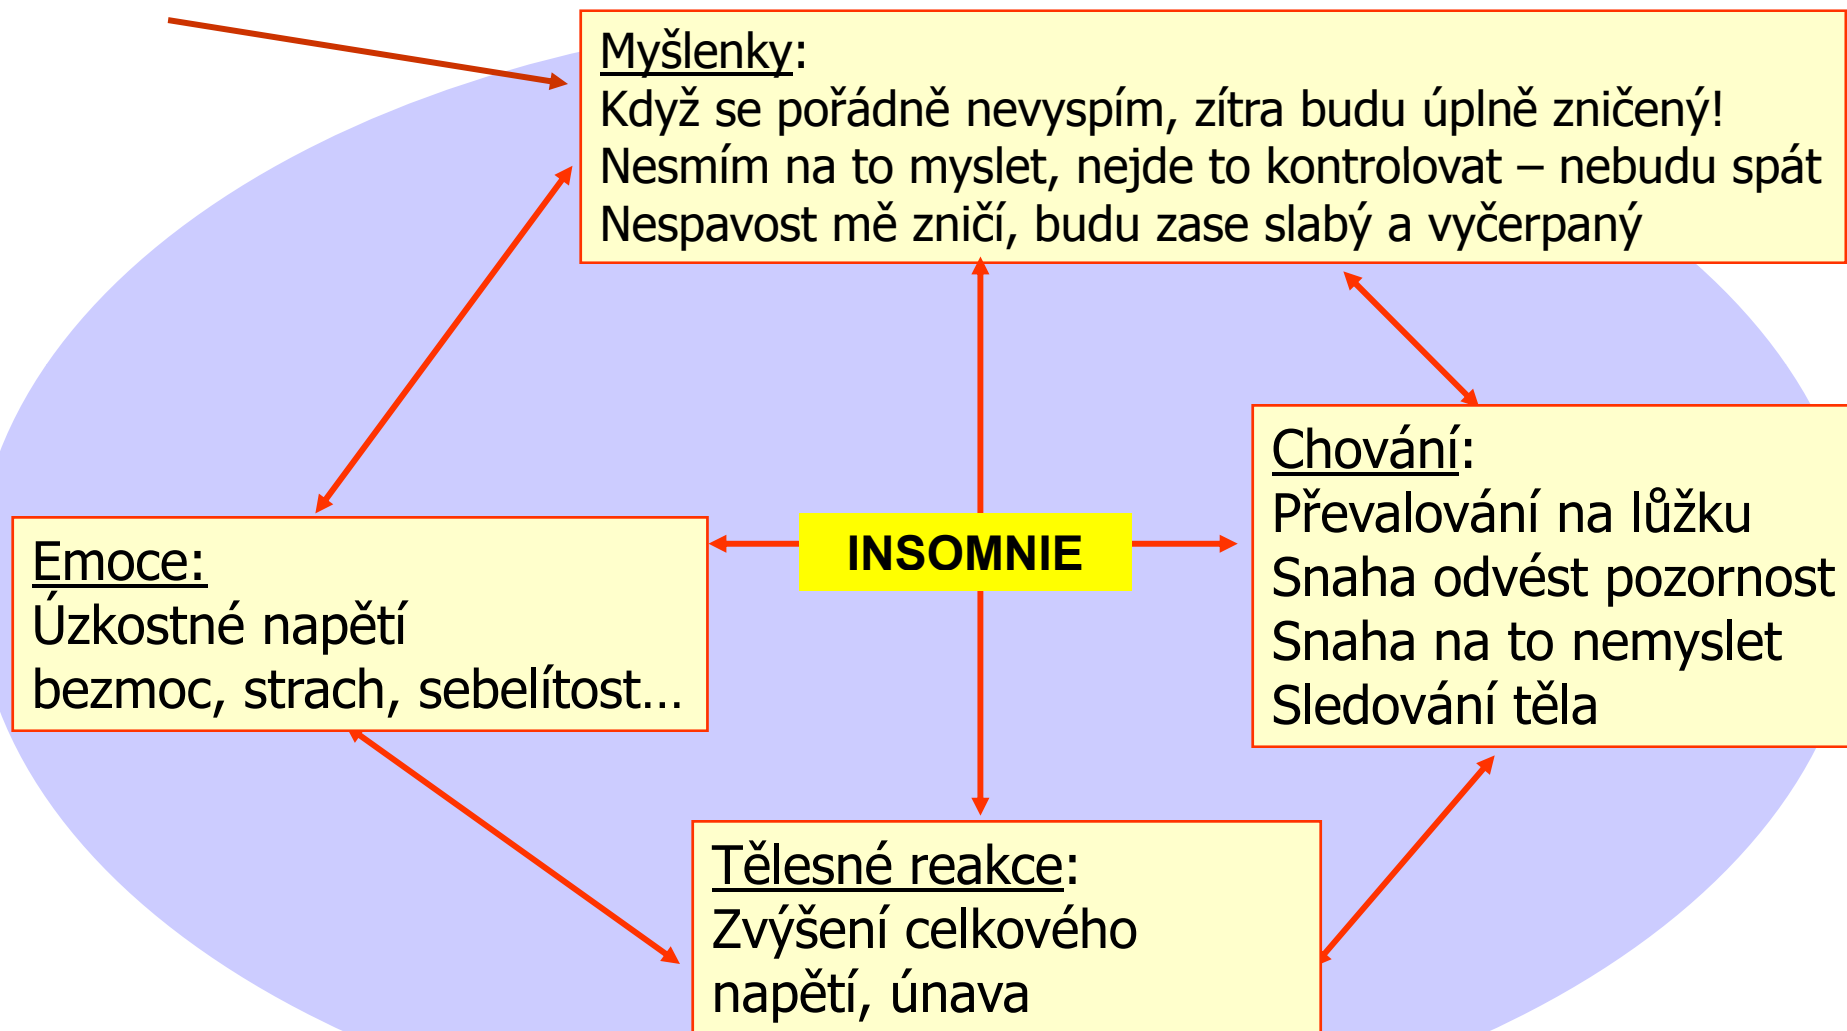 Myšlenky:
Když se pořádně nevyspím, zítra budu úplně zničený!
Nesmím na to myslet, nejde to kontrolovat – nebudu spát
Nespavost mě zničí, budu zase slabý a vyčerpaný
Emoce:
Úzkostné napětí
bezmoc, strach, sebelítost...
INSOMNIE
Chování:
Převalování na lůžku
Snaha odvést pozornost
Snaha na to nemyslet
Sledování těla
Tělesné reakce:
Zvýšení celkového
napětí, únava